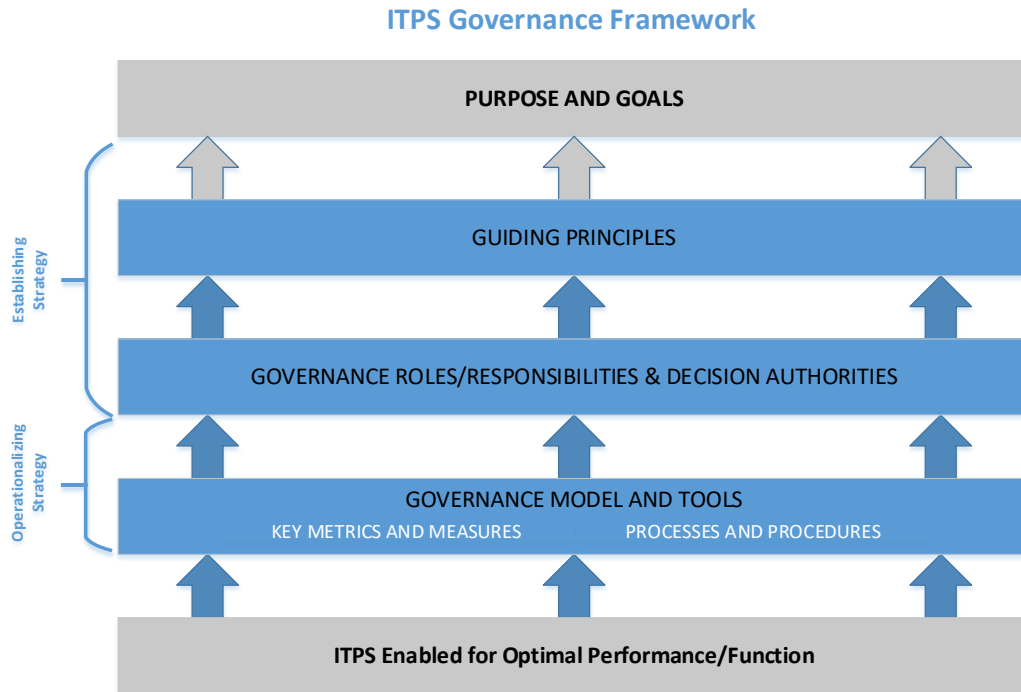 ITPS Governance Framework
PURPOSE AND GOALS
Establishing
Strategy
GUIDING PRINCIPLES
GOVERNANCE ROLES/RESPONSIBILITIES & DECISION AUTHORITIES
Operationalizing
Strategy
GOVERNANCE MODEL AND TOOLS
KEY METRICS AND MEASURES PROCESSES AND PROCEDURES
ITPS Enabled for Optimal Performance/Function